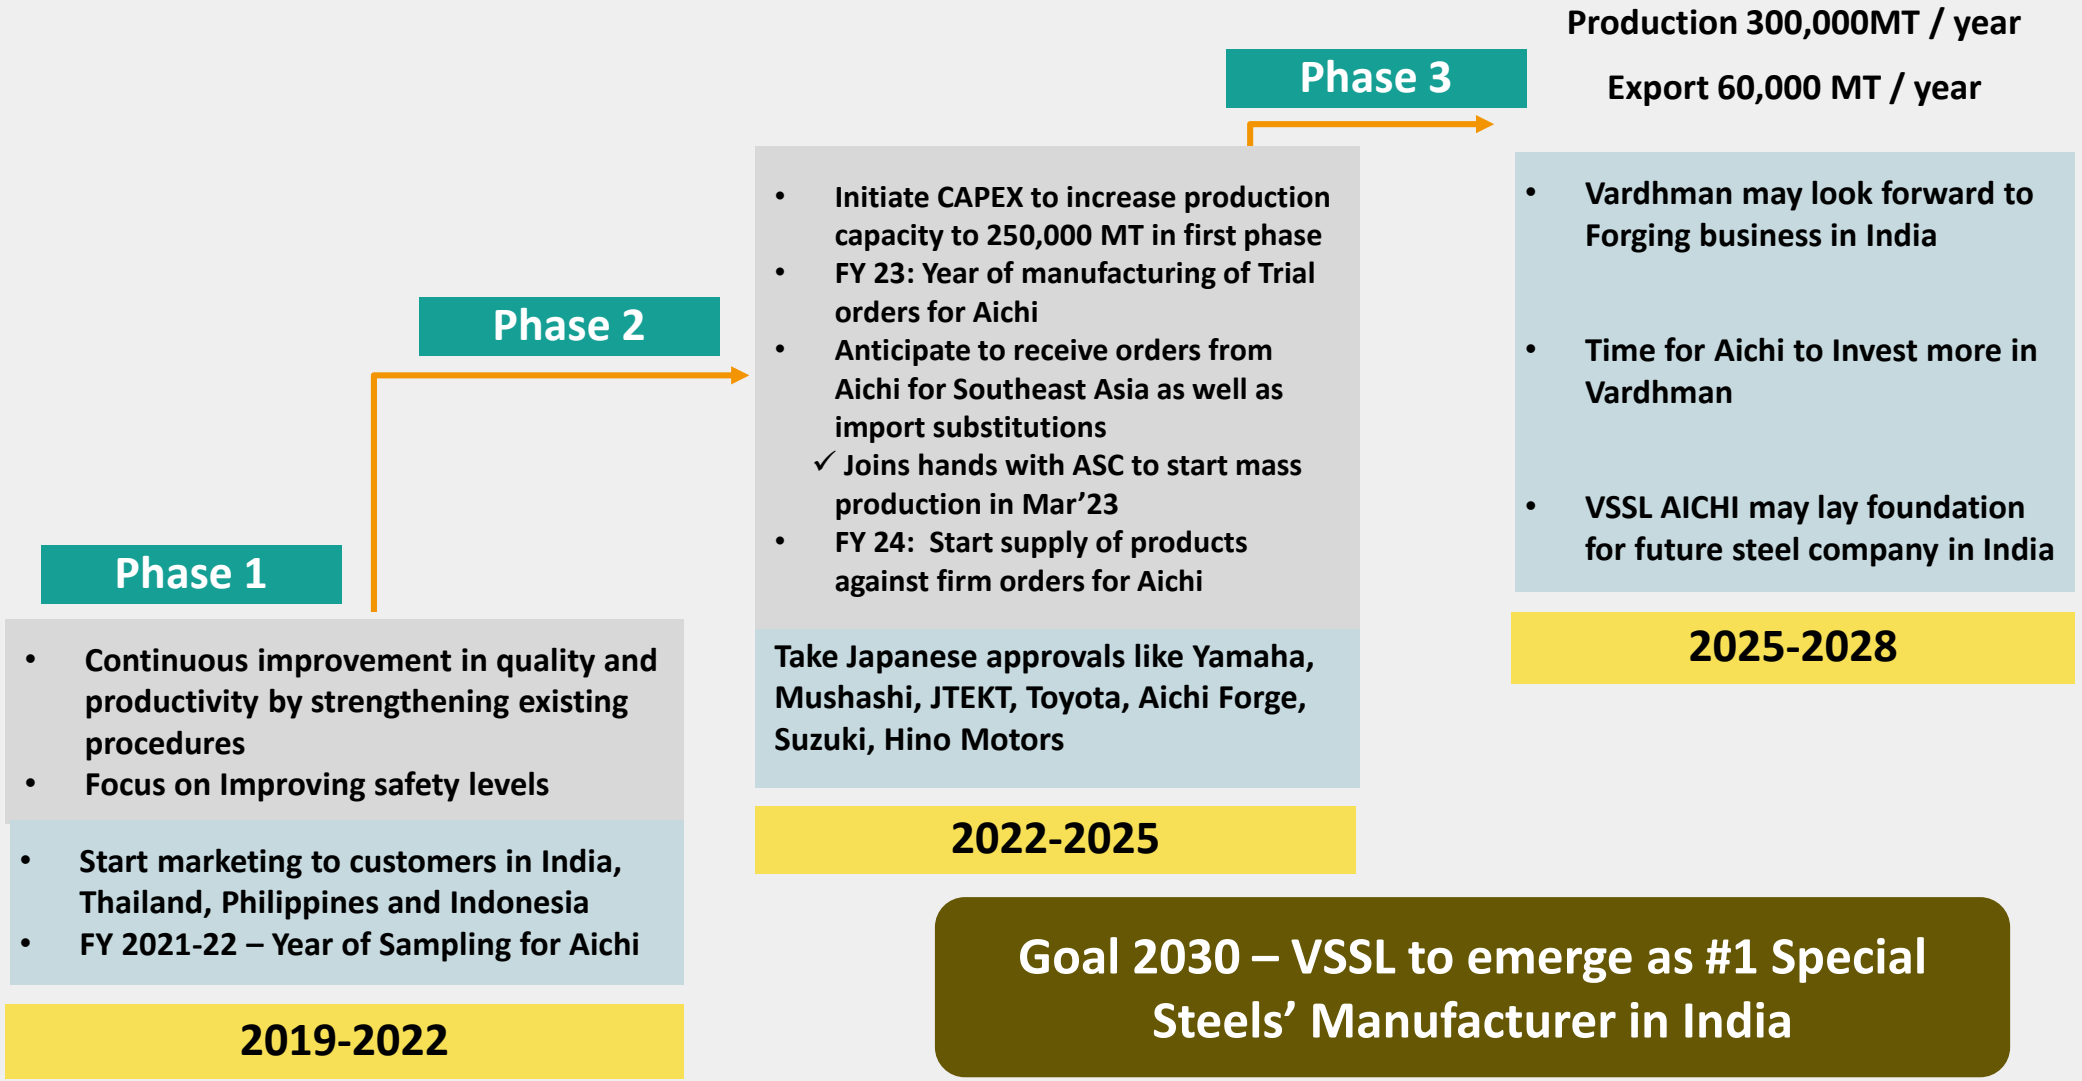 Phase 1
• Continuous improvement in quality and
productivity by strengthening existing
procedures
• Focus on Improving safety levels
• Start marketing to customers in India,
Thailand, Philippines and Indonesia
• FY 2021-22 – Year of Sampling for Aichi
2019-2022
Phase 2
• Initiate CAPEX to increase production
capacity to 250,000 MT in first phase
• FY 23: Year of manufacturing of Trial
orders for Aichi
• Anticipate to receive orders from
Aichi for Southeast Asia as well as
import substitutions
✓ Joins hands with ASC to start mass
production in Mar’23
• FY 24: Start supply of products
against firm orders for Aichi
Take Japanese approvals like Yamaha,
Mushashi, JTEKT, Toyota, Aichi Forge,
Suzuki, Hino Motors
2022-2025
Phase 3
Production 300,000MT / year
Export 60,000 MT / year
• Vardhman may look forward to
Forging business in India
• Time for Aichi to Invest more in
Vardhman
• VSSL AICHI may lay foundation
for future steel company in India
2025-2028
Goal 2030 – VSSL to emerge as #1 Special
Steels’ Manufacturer in India